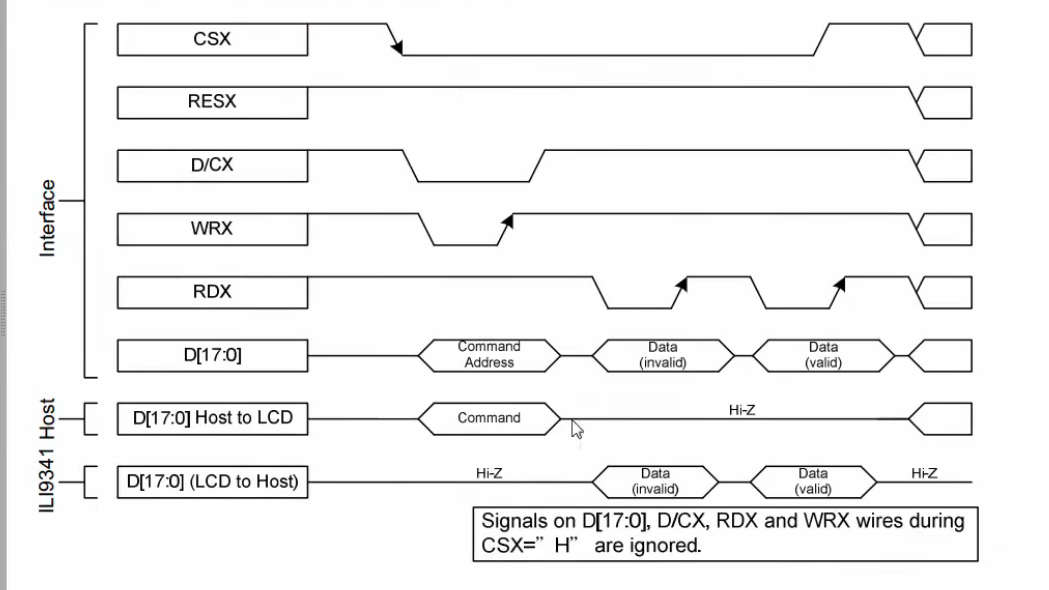 Interface
CSX
RESX
D/CX
WRX
RDX
D[17:0]
Command
Address
Data
(invalid)
Data
(valid)
ILI9341 Host
D[17:0] Host to LCD
Command
Hi-Z
D[17:0] (LCD to Host)
Hi-Z
Data
(invalid)
Data
(valid)
Hi-Z
Signals on D[17:0], D/CX, RDX and WRX wires during
CSX=” H” are ignored.